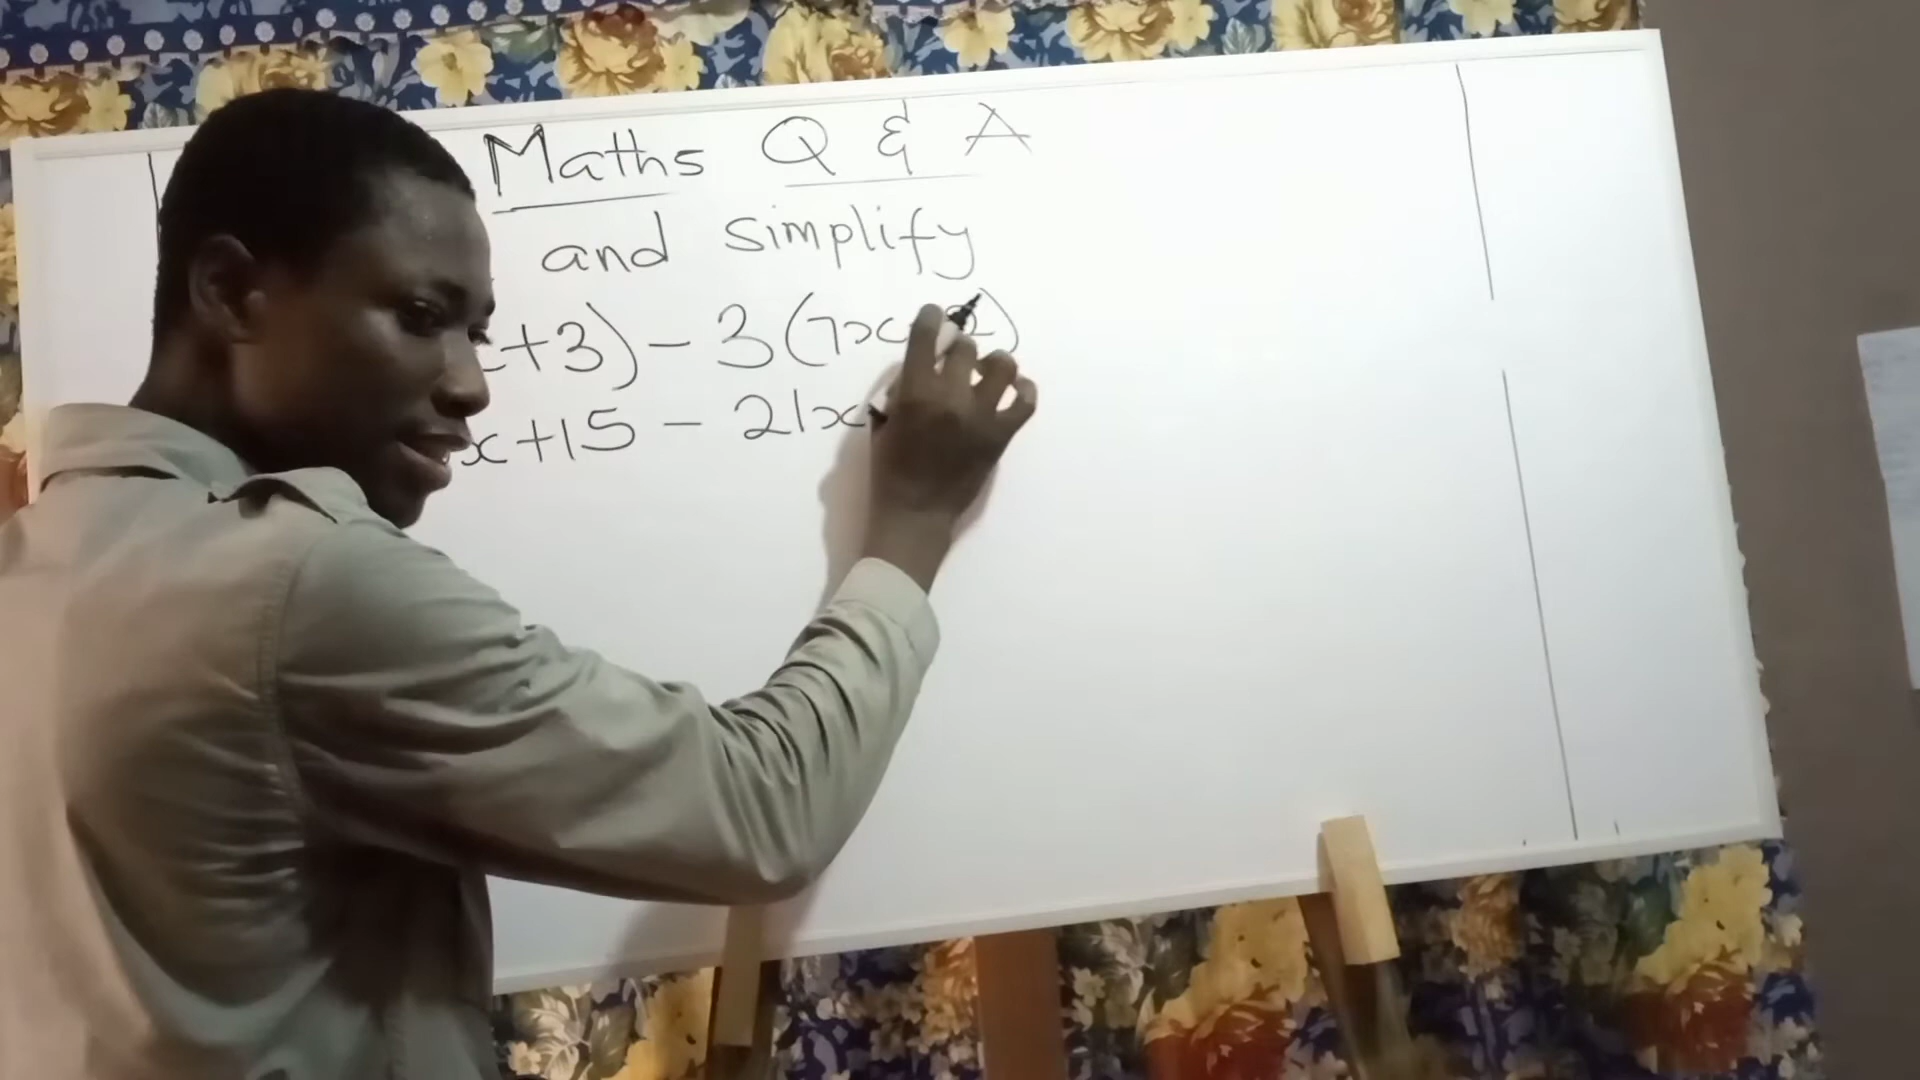 Maths Q & A
and simplify
+3) - 3(7x 2)
x+15 - 21x